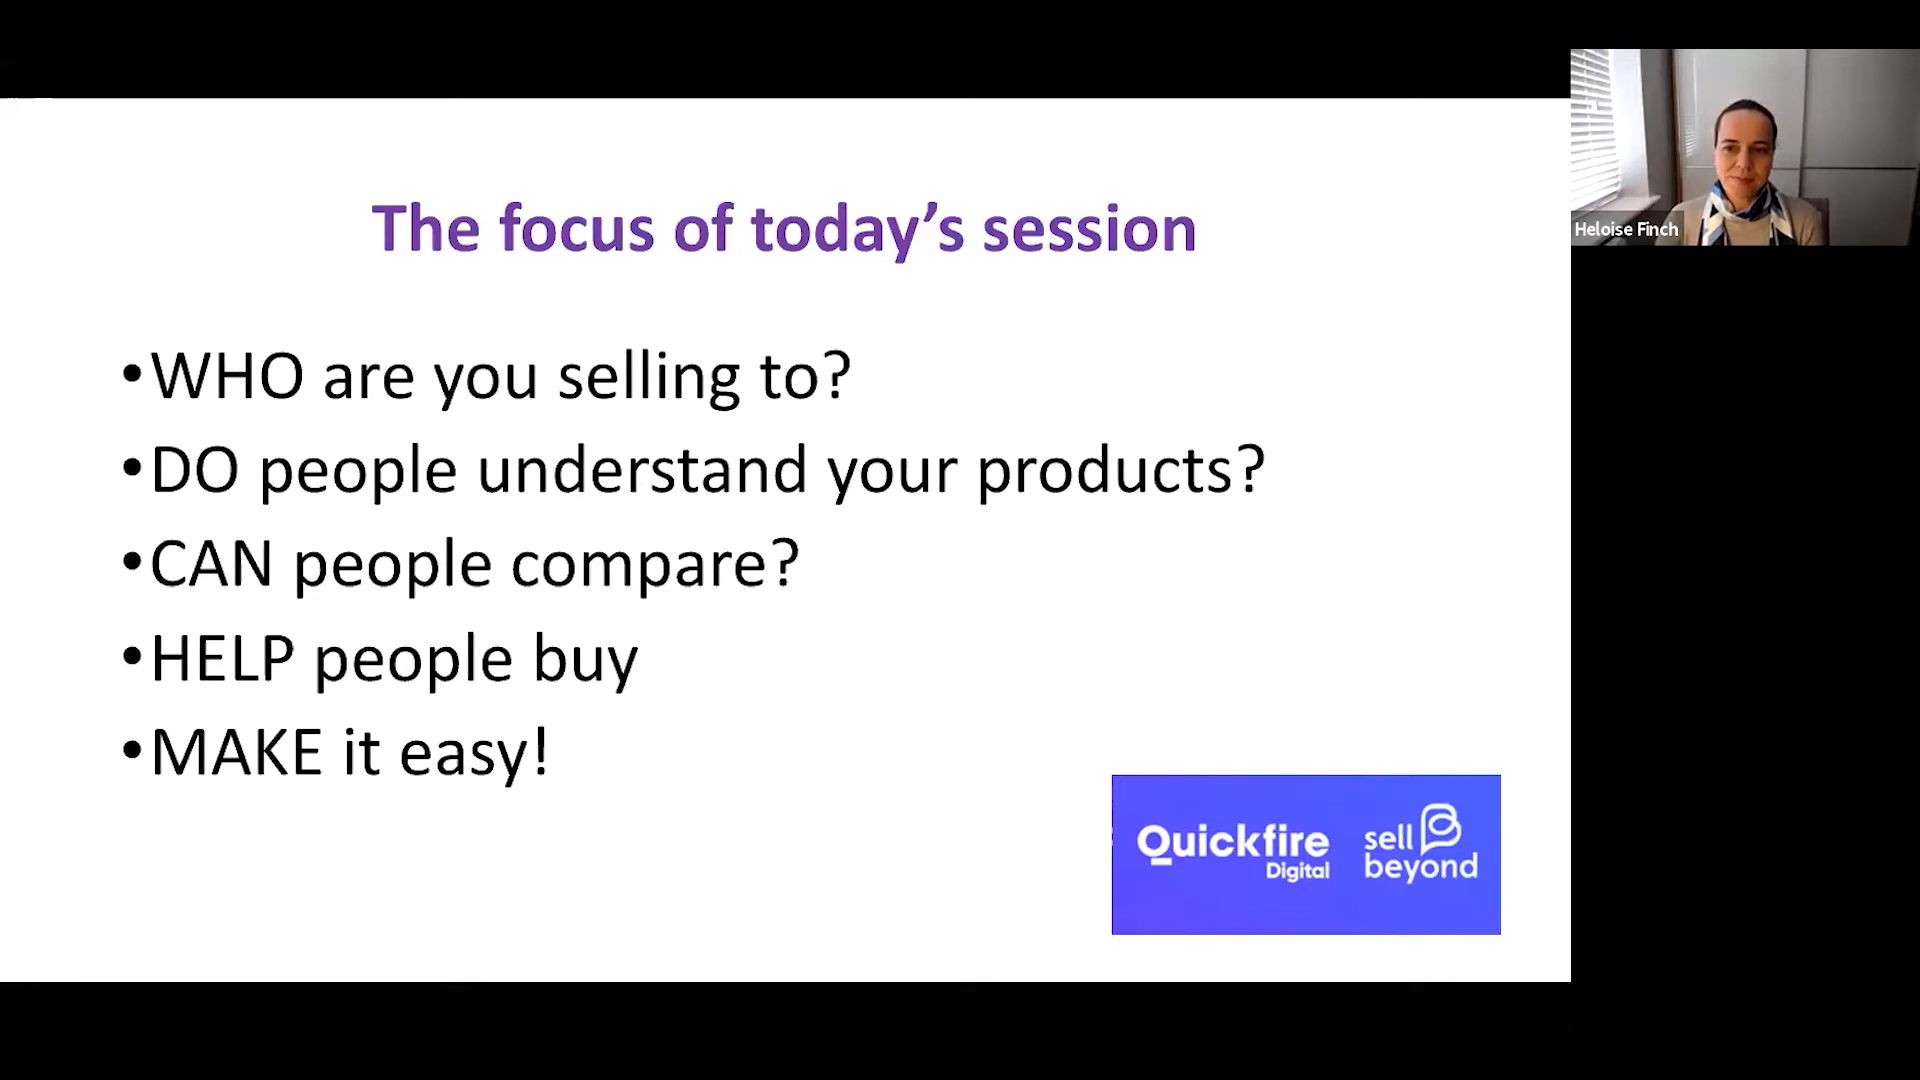 The focus of today’s session
•WHO are you selling to?
•DO people understand your products?
•CAN people compare?
•HELP people buy
•MAKE it easy!
Quickfire
Digital
sell
beyond
Heloise Finch